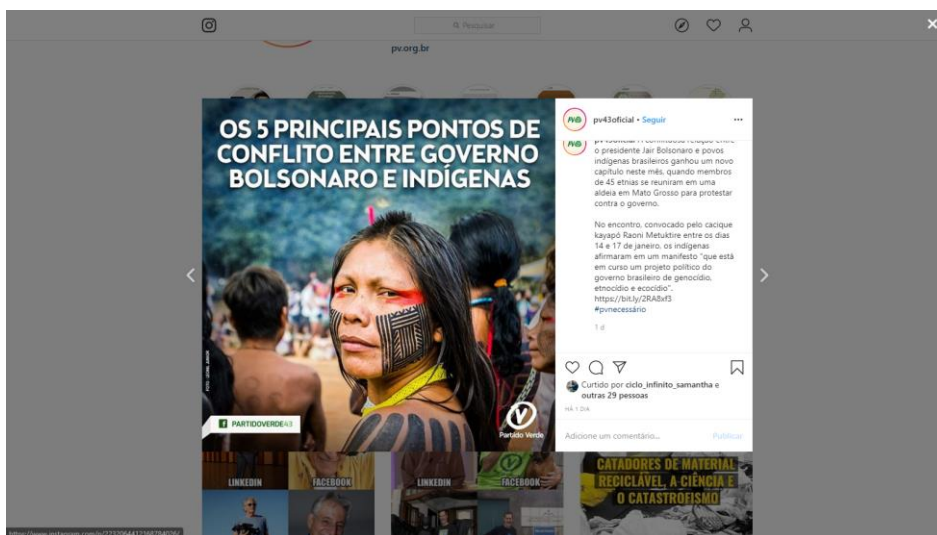 Pesquisar
pv.org.br
OS 5 PRINCIPAIS PONTOS DE
CONFLITO ENTRE GOVERNO
BOLSONARO E INDÍGENAS
FOTO:
PARTIDOVERDE43
Partido Verde
pv43oficial • Seguir
o presidente Jair Bolsonaro e povos
indígenas brasileiros ganhou um novo
capítulo neste mês, quando membros
de 45 etnias se reuniram em uma
aldeia em Mato Grosso para protestar
contra o governo.
No encontro, convocado pelo cacique
kayapó Raoni Metuktire entre os dias
14 e 17 de janeiro, os indígenas
afirmaram em um manifesto "que está
em curso um projeto político do
governo brasileiro de genocídio,
etnocídio e ecocídio".
https://bit.ly/2RA8xf3
#pvnecessário
1 d
Curtido por ciclo_infinito_samantha e
outras 29 pessoas
HÁ 1 DIA
Adicione um comentário...
Publicar
LINKEDIN
FACEBOOK
LINKEDIN
FACEBOOK
CATADORES DE MATERIAL
RECICLÁVEL, A CIÊNCIA E
O CATASTROFISMO